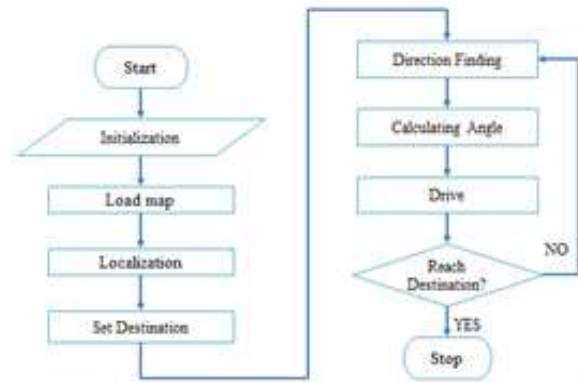 Start
Initialization
Load map
Localization
Set Destination
Direction Finding
Calculating Angle
Drive
Reach
Destination?
NO
YES
Stop